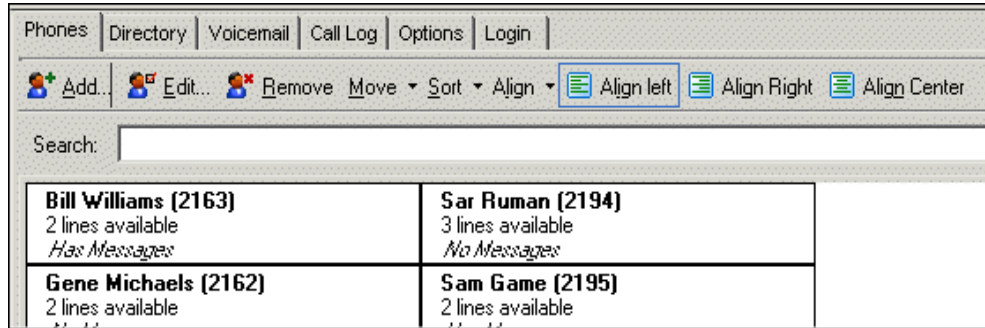 Phones Directory Voicemail Call Log Options Login
Add... Edit... Remove Move Sort Align Align left Align Right Align Center
Search:
Bill Williams (2163) Sar Ruman (2194)
2 lines available 3 lines available
Has Messages No Messages
Gene Michaels (2162) Sam Game (2195)
2 lines available 2 lines available